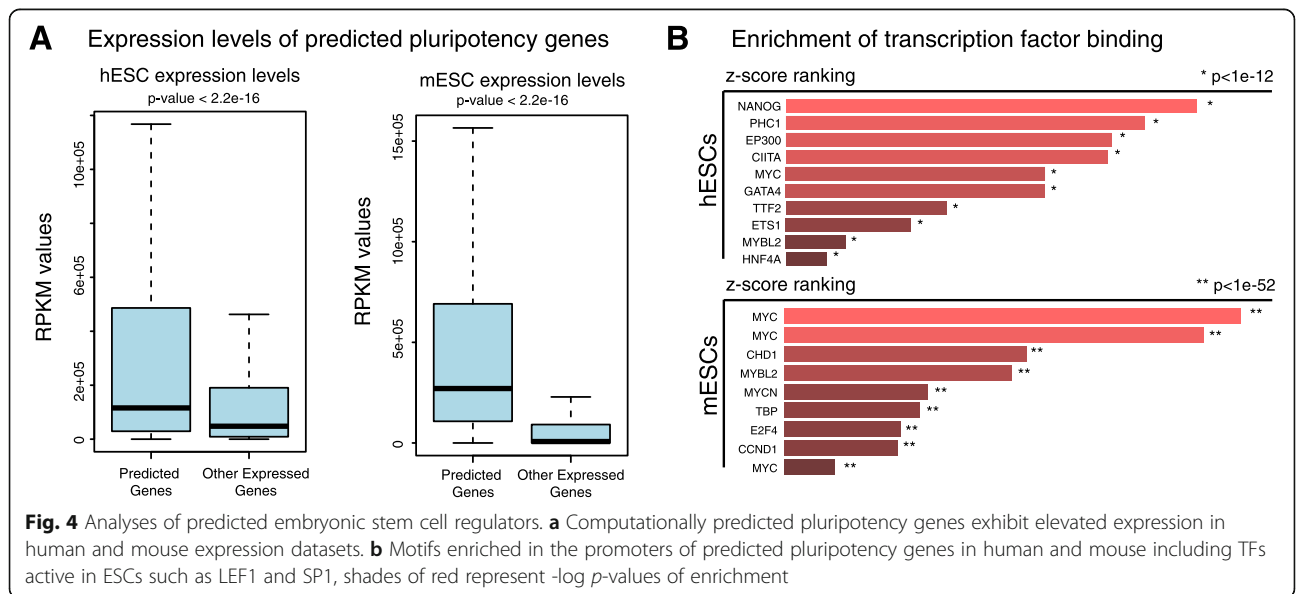 A Expression levels of predicted pluripotency genes
hESC expression levels
p-value < 2.2e-16
RPKM values
10e+05
6e+05
2e+05
0
Predicted Genes
Other Expressed Genes
mESC expression levels
p-value < 2.2e-16
RPKM values
15e+05
10e+05
5e+05
0
Predicted Genes
Other Expressed Genes
B Enrichment of transcription factor binding
z-score ranking
* p<1e-12
hESCs
NANOG *
PHC1 *
EP300 *
CIITA *
MYC *
GATA4 *
TTF2 *
ETS1 *
MYBL2 *
HNF4A *
z-score ranking
** p<1e-52
mESCs
MYC **
MYC **
CHD1 **
MYBL2 **
MYCN **
TBP **
E2F4 **
CCND1 **
MYC **
Fig. 4 Analyses of predicted embryonic stem cell regulators. a Computationally predicted pluripotency genes exhibit elevated expression in
human and mouse expression datasets. b Motifs enriched in the promoters of predicted pluripotency genes in human and mouse including TFs
active in ESCs such as LEF1 and SP1, shades of red represent -log p-values of enrichment